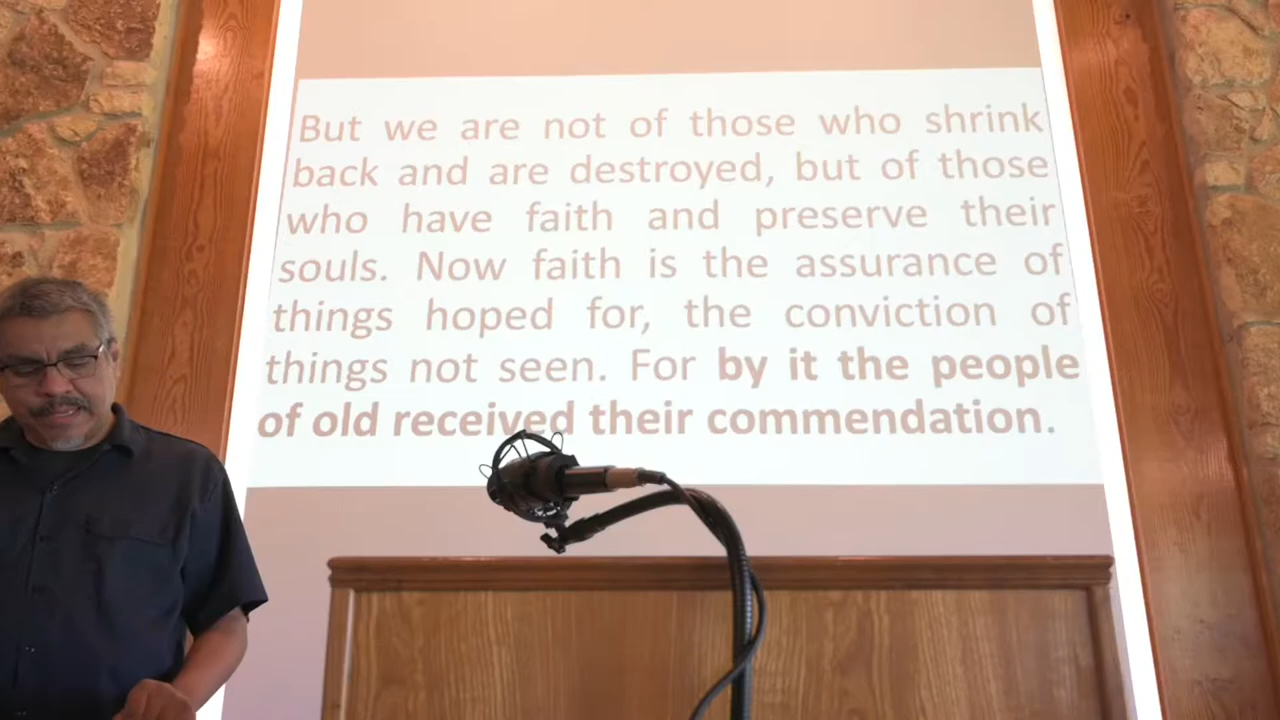 But we are not of those who shrink
back and are destroyed, but of those
who have faith and preserve their
souls. Now faith is the assurance of
things hoped for, the conviction of
things not seen. For by it the people
of old received their commendation.